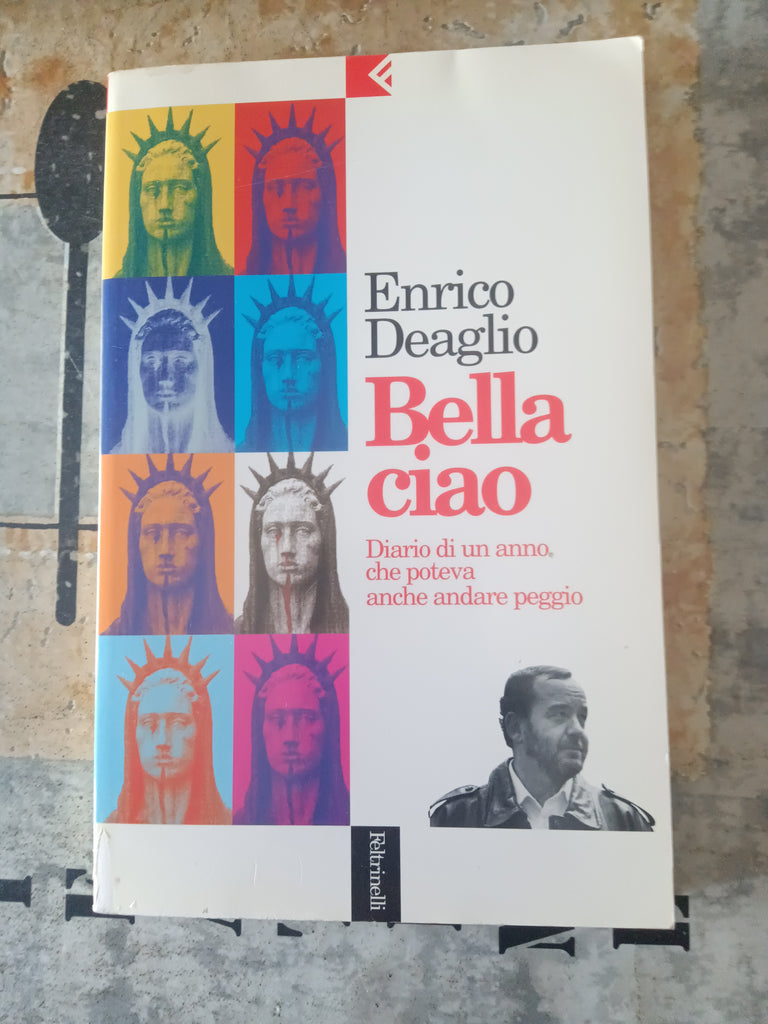 Enrico
Deaglio
Bella
ciao
Diario di un anno
che poteva
anche andare peggio
Feltrinelli